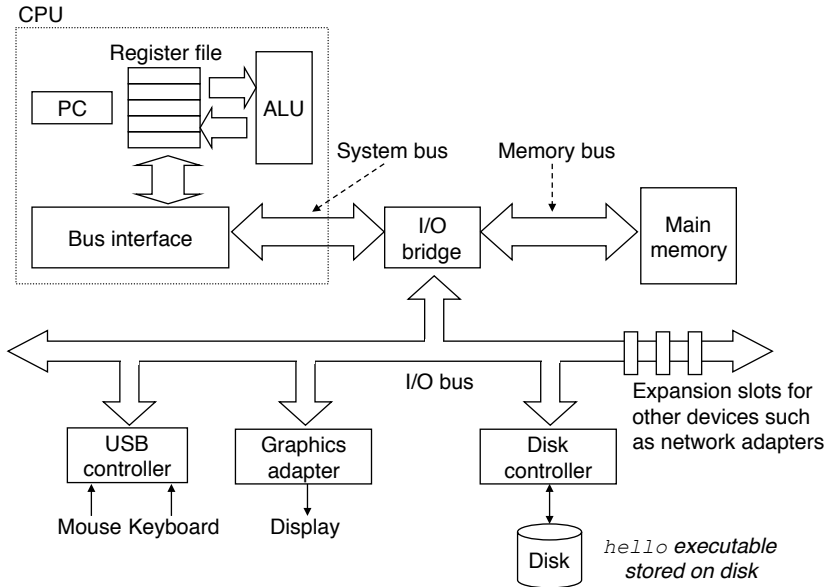 CPU
Register file
PC
ALU
System bus
Memory bus
Bus interface
I/O
bridge
Main
memory
I/O bus
Expansion slots for
other devices such
as network adapters
USB
controller
Graphics
adapter
Disk
controller
Mouse Keyboard
Display
Disk
hello executable
stored on disk